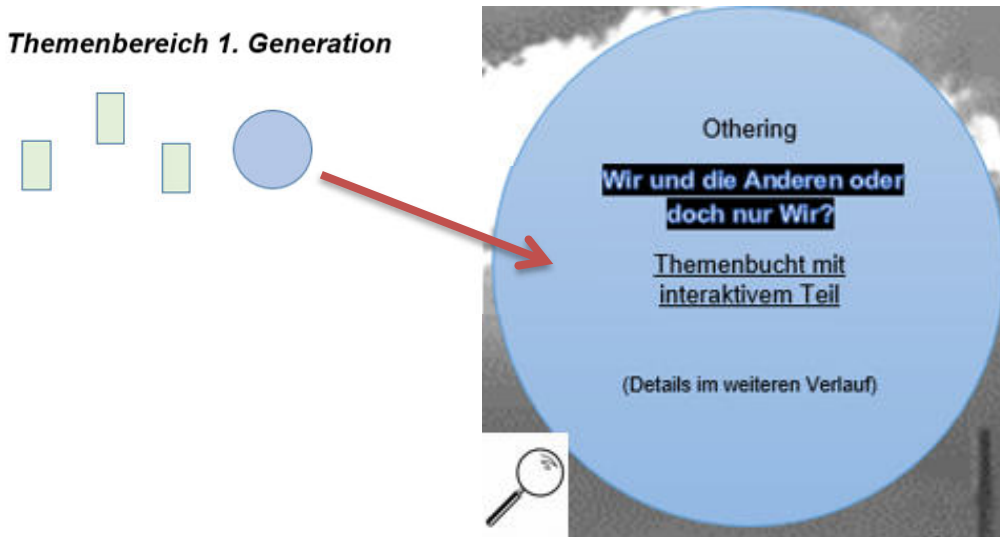 Themenbereich 1. Generation
Othering
Wir und die Anderen oder
doch nur Wir?
Themenbucht mit
interaktivem Teil
(Details im weiteren Verlauf)